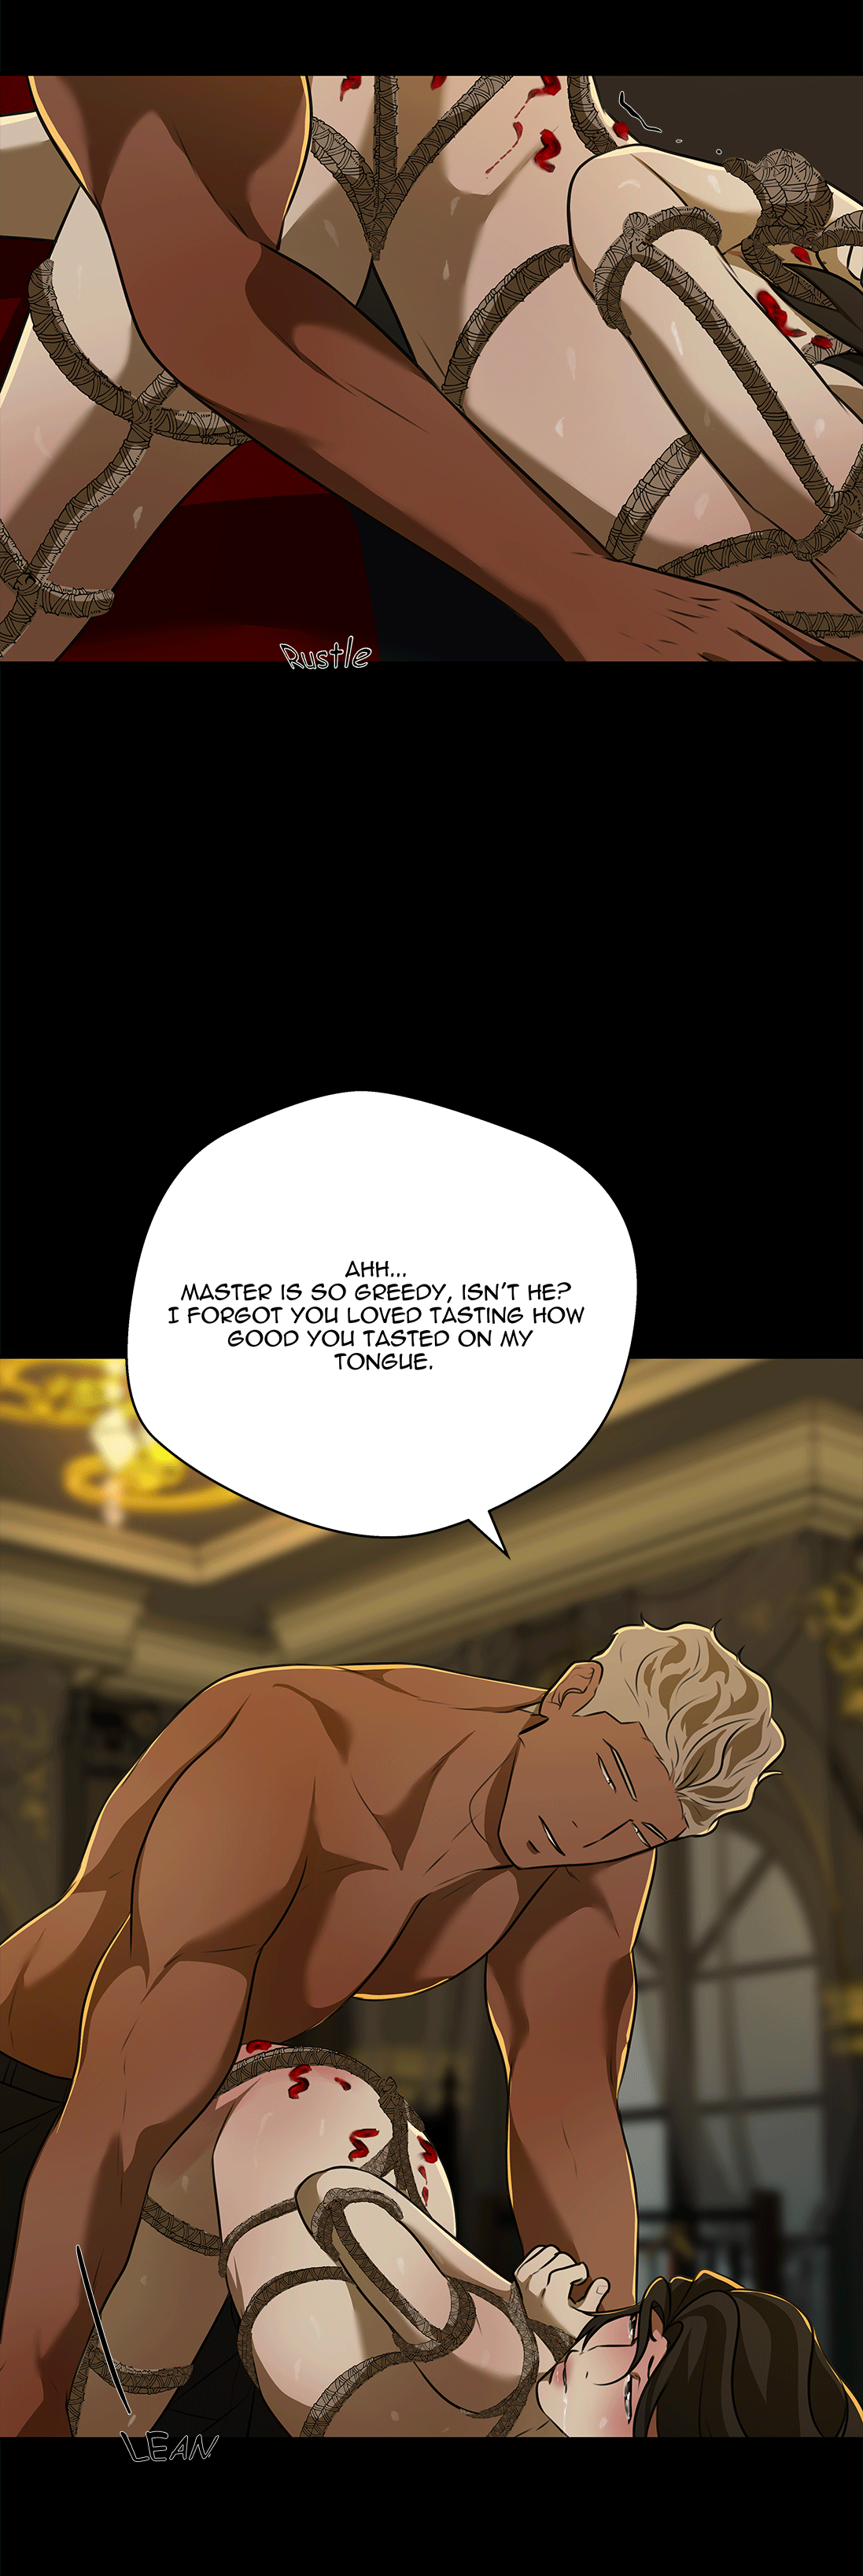 Rustle
AHH...
MASTER IS SO GREEDY, ISN'T HE?
I FORGOT YOU LOVED TASTING HOW
GOOD YOU TASTED ON MY
TONGUE.
LEAN